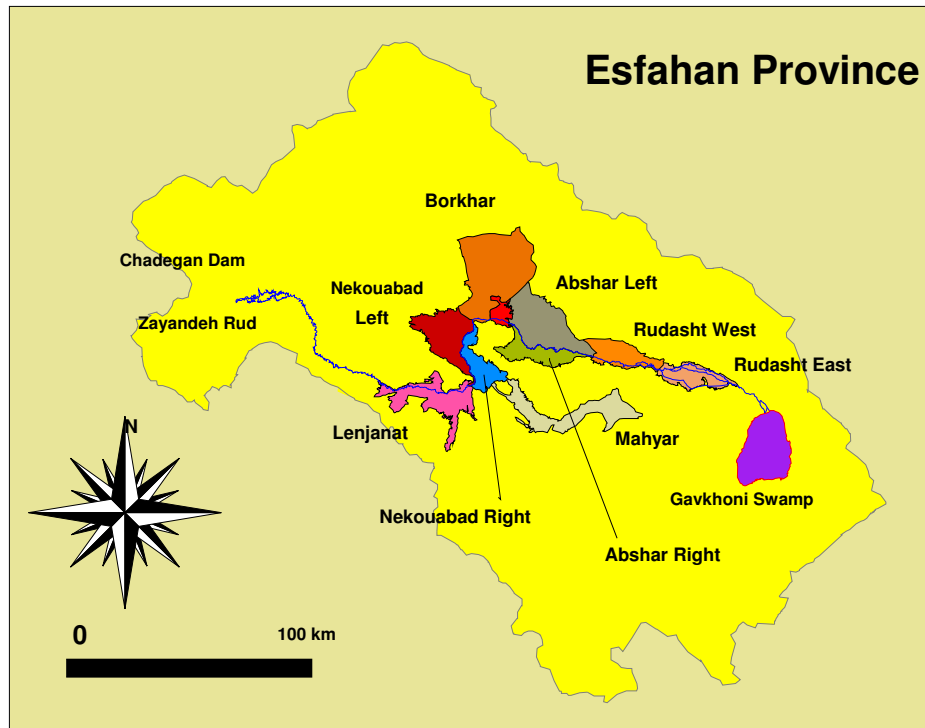 Esfahan Province
Borkhar
Chadegan Dam
Nekouabad
Left
Abshar Left
Zayandeh Rud
Rudasht West
Rudasht East
Lenjanat
Mahyar
N
Gavkhoni Swamp
Nekouabad Right
Abshar Right
0
100 km